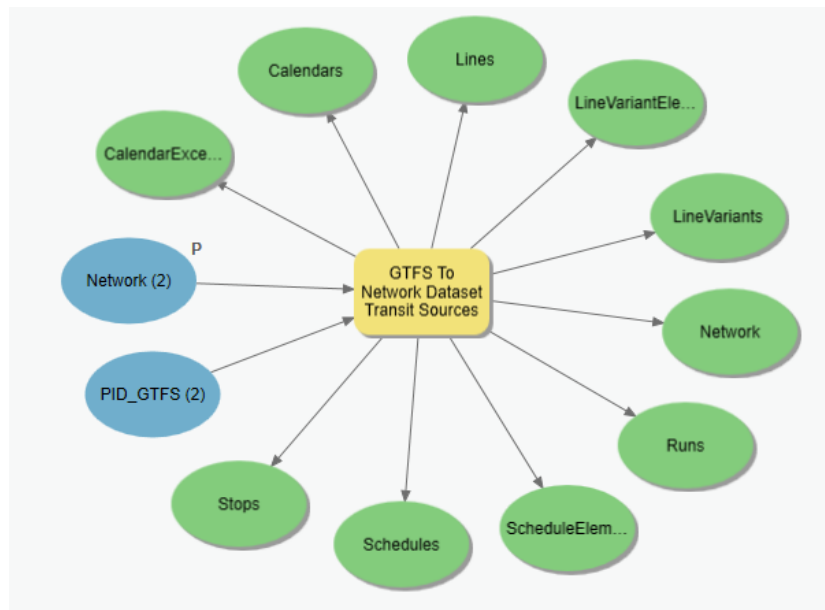 Calendars
Lines
LineVariantEle...
CalendarExce...
LineVariants
P
Network (2)
GTFS To
Network Dataset
Transit Sources
Network
PID_GTFS (2)
Runs
Stops
Schedules
ScheduleElem...